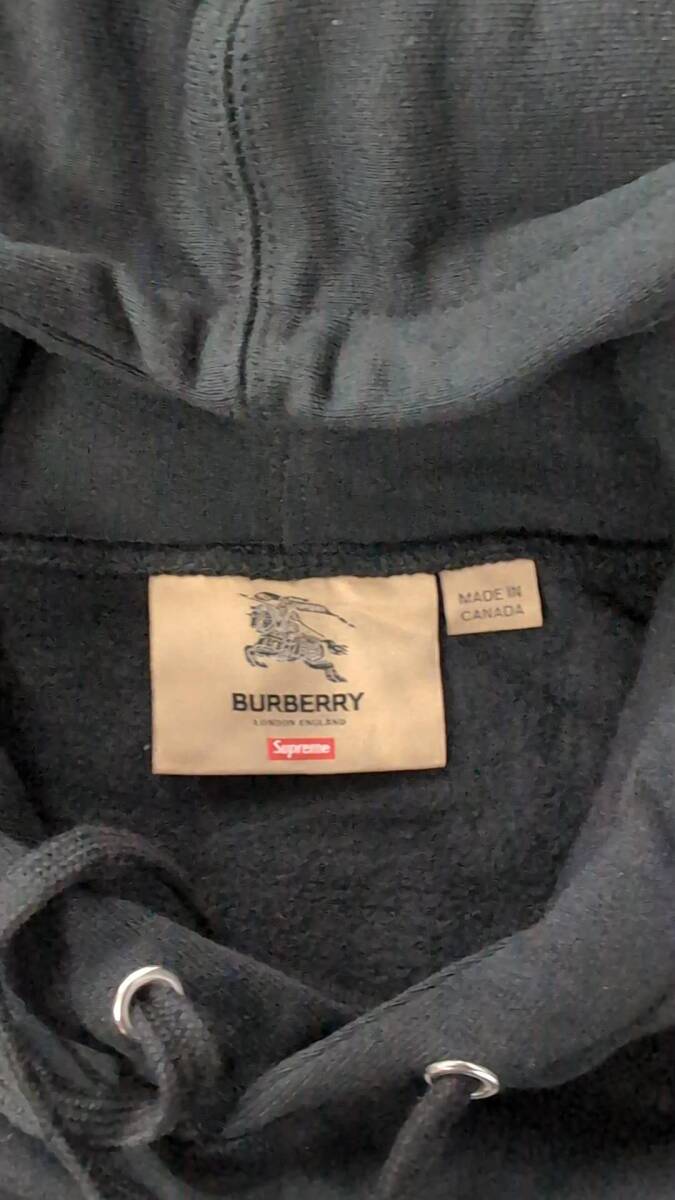 BURBERRY
LONDON ENGLAND
Supreme
MADE IN
CANADA